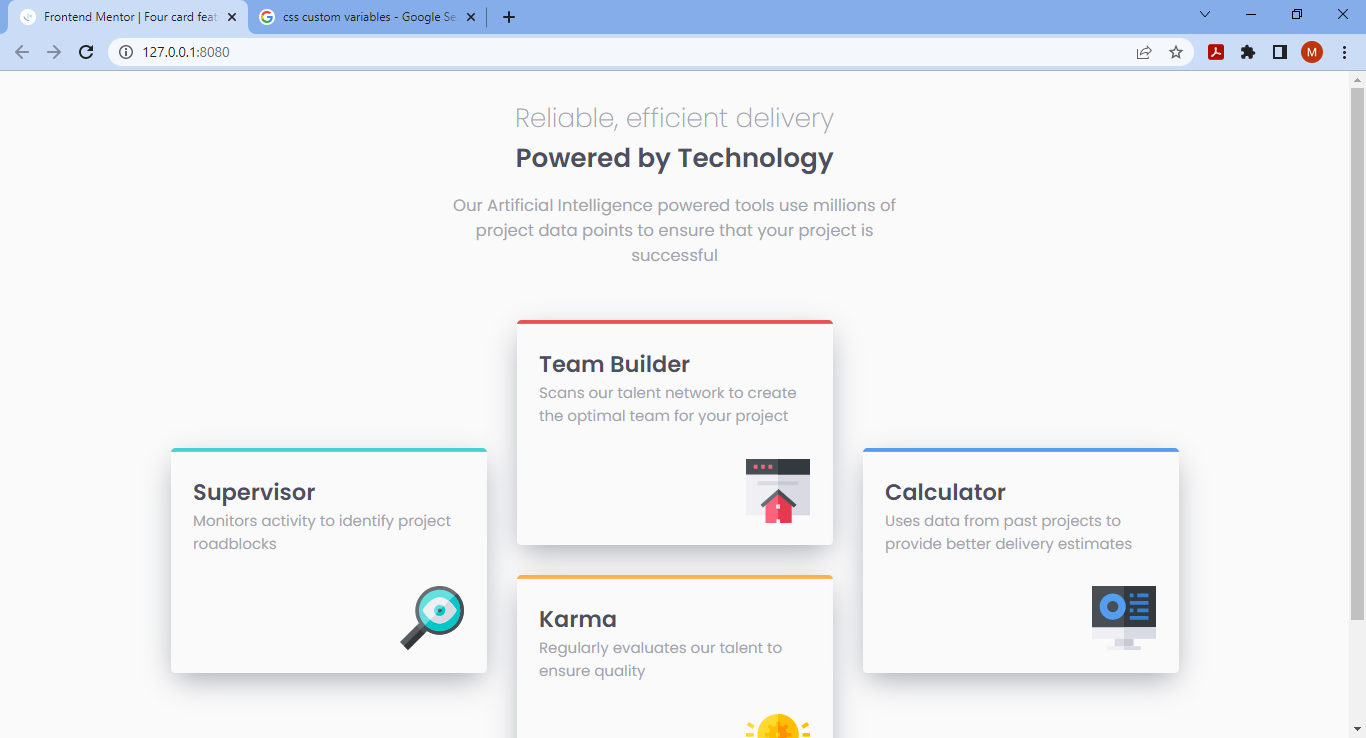 Frontend Mentor | Four card feat
css custom variables - Google Se
127.0.0.1:8080
M
Reliable, efficient delivery
Powered by Technology
Our Artificial Intelligence powered tools use millions of
project data points to ensure that your project is
successful
Team Builder
Scans our talent network to create
the optimal team for your project
Supervisor
Monitors activity to identify project
roadblocks
Calculator
Uses data from past projects to
provide better delivery estimates
Karma
Regularly evaluates our talent to
ensure quality